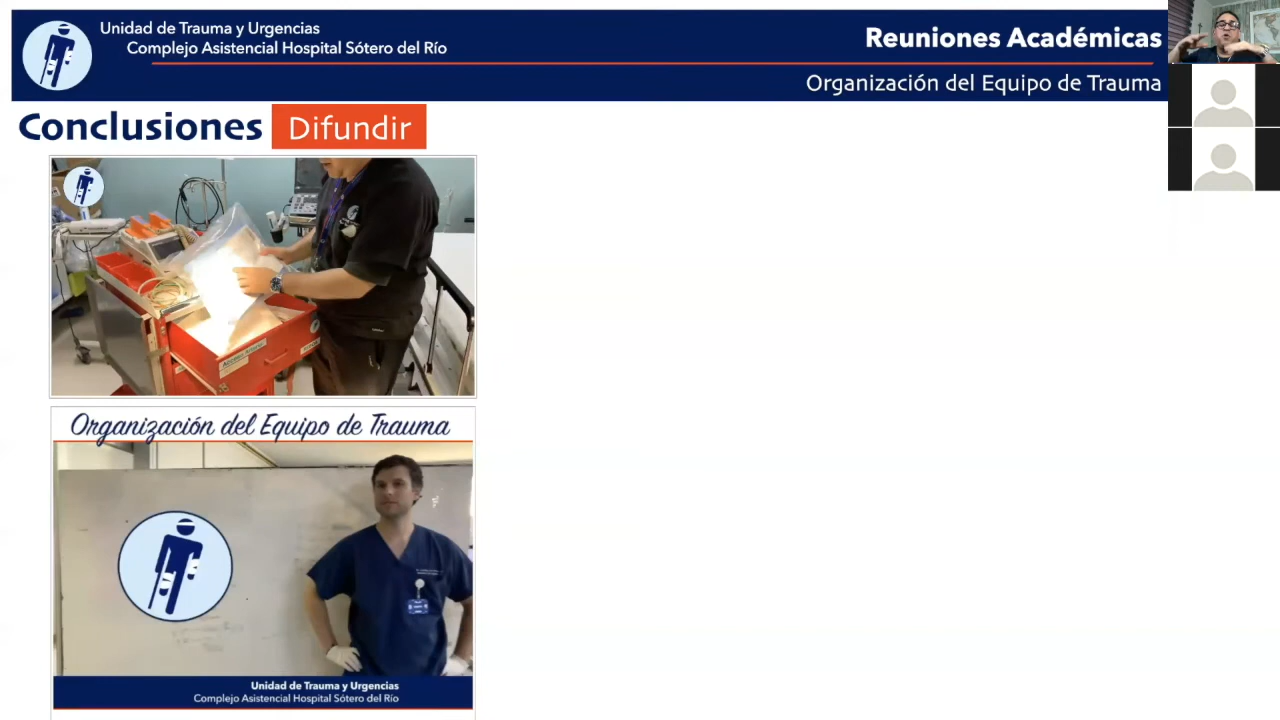 Unidad de Trauma y Urgencias
Complejo Asistencial Hospital Sótero del Río
Reuniones Académicas
Organización del Equipo de Trauma
Conclusiones Difundir
Organización del Equipo de Trauma
Unidad de Trauma y Urgencias
Complejo Asistencial Hospital Sótero del Río